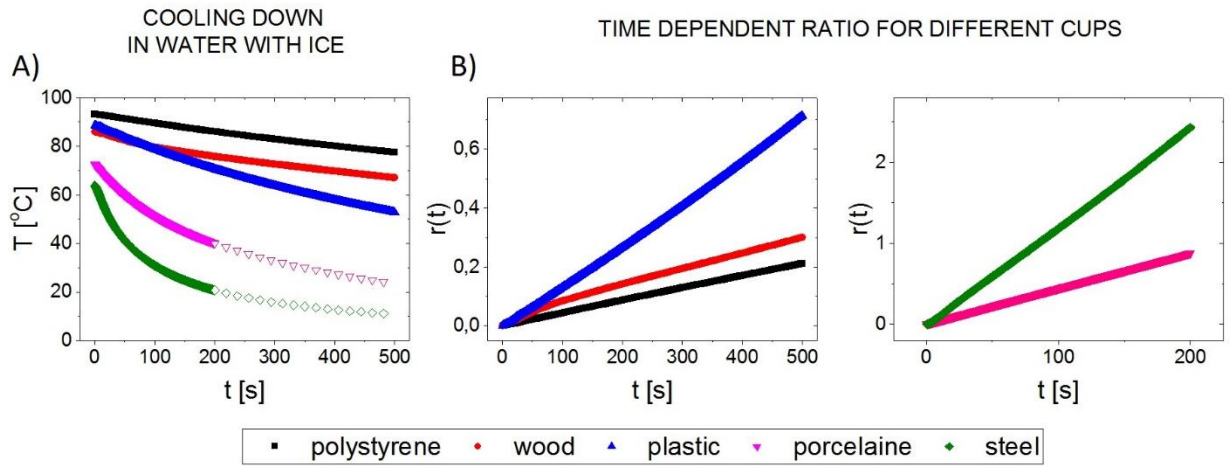 COOLING DOWN
IN WATER WITH ICE
TIME DEPENDENT RATIO FOR DIFFERENT CUPS
A)
B)
100
80
60
40
20
0
T [°C]
0 100 200 300 400 500
t [s]
0,6
0,4
0,2
0,0
r(t)
0 100 200 300 400 500
t [s]
2
1
0
r(t)
0 100 200
t [s]
polystyrene wood plastic porcelaine steel